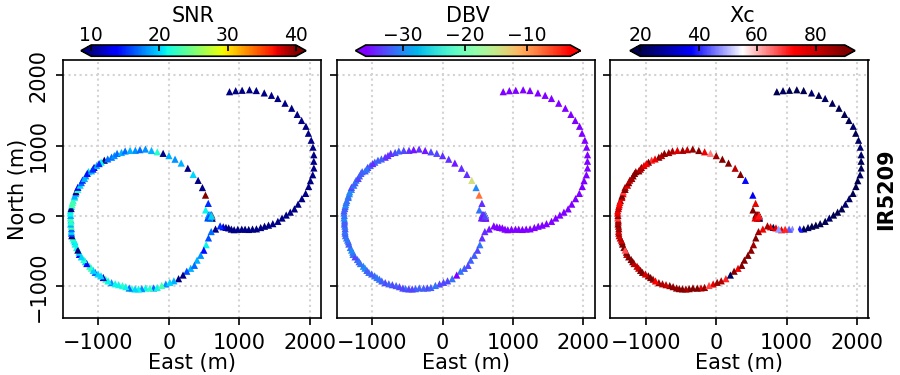 SNR DBV Xc
10 20 30 40 −30 −20 −10 20 40 60 80
2000
1000
0
−1000
North (m)
−1000 0 1000 2000 −1000 0 1000 2000 −1000 0 1000 2000
East (m) East (m) East (m)
IR5209